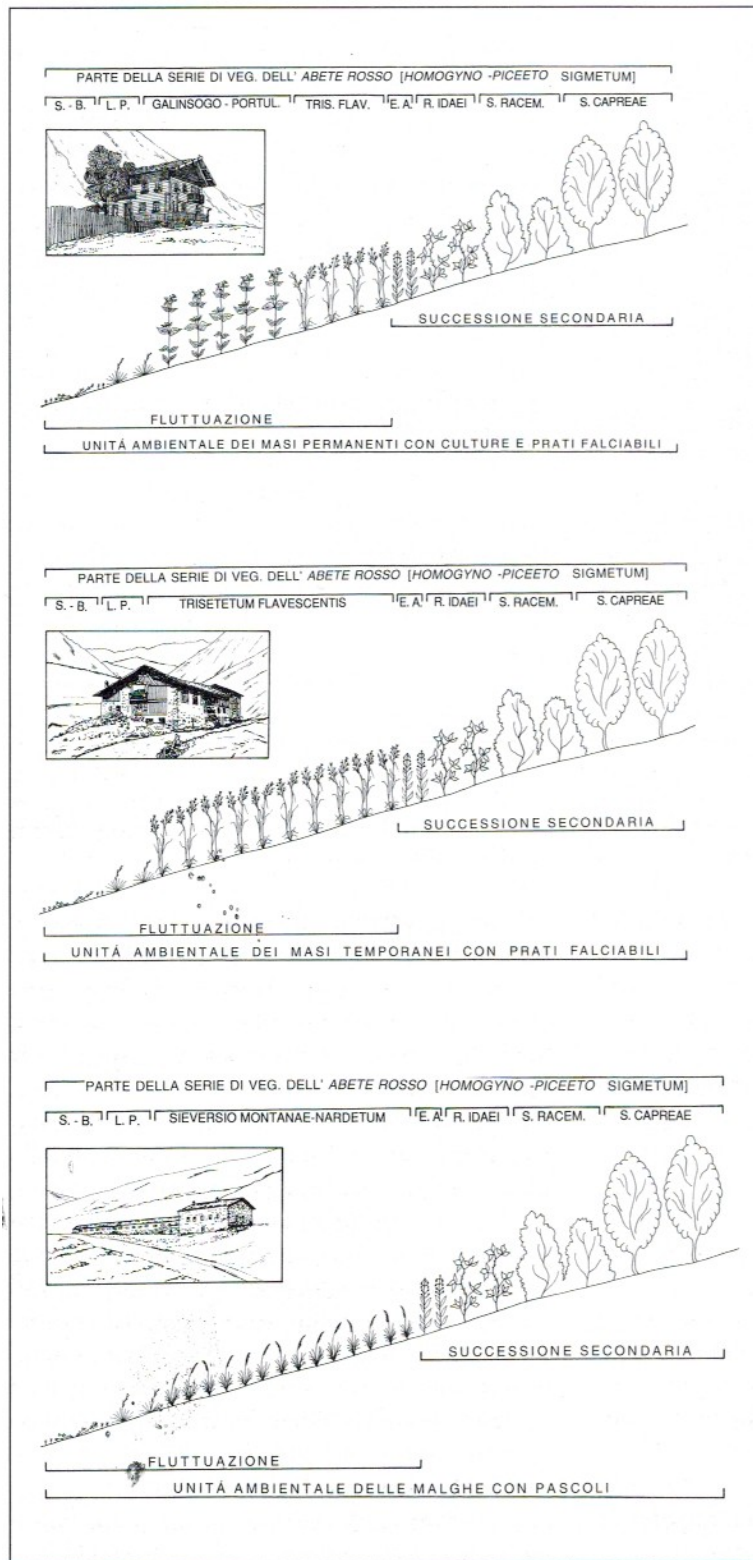 PARTE DELLA SERIE DI VEG. DELL' ABETE ROSSO [HOMOGYNO -PICEETO SIGMETUM]
S. - B. L. P. GALINSOGO - PORTUL. TRIS. FLAV. E. A. R. IDAEI S. RACEM. S. CAPREAE
SUCCESSIONE SECONDARIA
FLUTTUAZIONE
UNITÁ AMBIENTALE DEI MASI PERMANENTI CON CULTURE E PRATI FALCIABILI
PARTE DELLA SERIE DI VEG. DELL' ABETE ROSSO [HOMOGYNO -PICEETO SIGMETUM]
S. - B. L. P. TRISETETUM FLAVESCENTIS E. A. R. IDAEI S. RACEM. S. CAPREAE
SUCCESSIONE SECONDARIA
FLUTTUAZIONE
UNITÁ AMBIENTALE DEI MASI TEMPORANEI CON PRATI FALCIABILI
PARTE DELLA SERIE DI VEG. DELL' ABETE ROSSO [HOMOGYNO -PICEETO SIGMETUM]
S. - B. L. P. SIEVERSIO MONTANAE-NARDETUM E. A. R. IDAEI S. RACEM. S. CAPREAE
SUCCESSIONE SECONDARIA
FLUTTUAZIONE
UNITÁ AMBIENTALE DELLE MALGHE CON PASCOLI